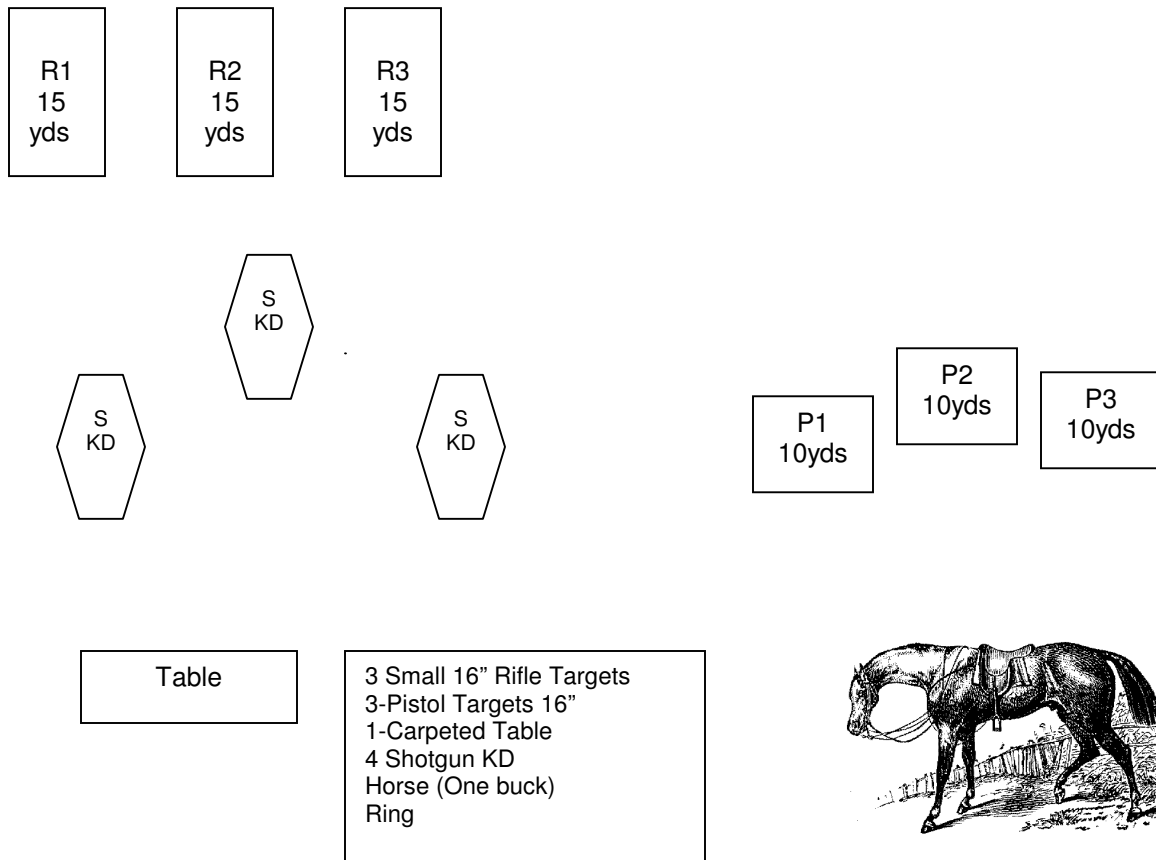 R1
15
yds
R2
15
yds
R3
15
yds
S
KD
S
KD
S
KD
P1
10yds
P2
10yds
P3
10yds
Table
3 Small 16” Rifle Targets
3-Pistol Targets 16”
1-Carpeted Table
4 Shotgun KD
Horse (One buck)
Ring